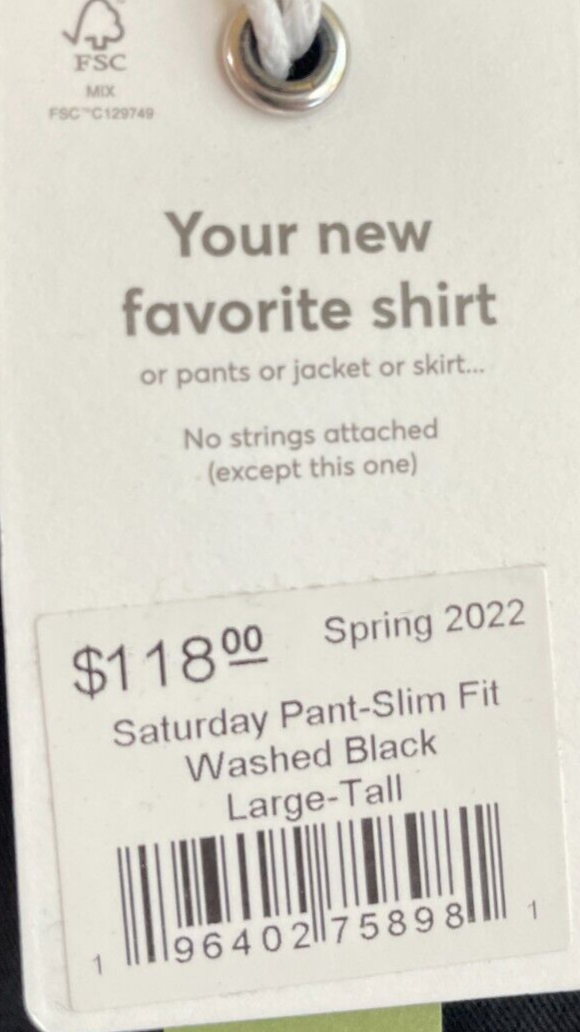 FSC
MIX
FSC™C129749
Your new
favorite shirt
or pants or jacket or skirt...
No strings attached
(except this one)
$118.00 Spring 2022
Saturday Pant-Slim Fit
Washed Black
Large-Tall
1 96402 75898 1